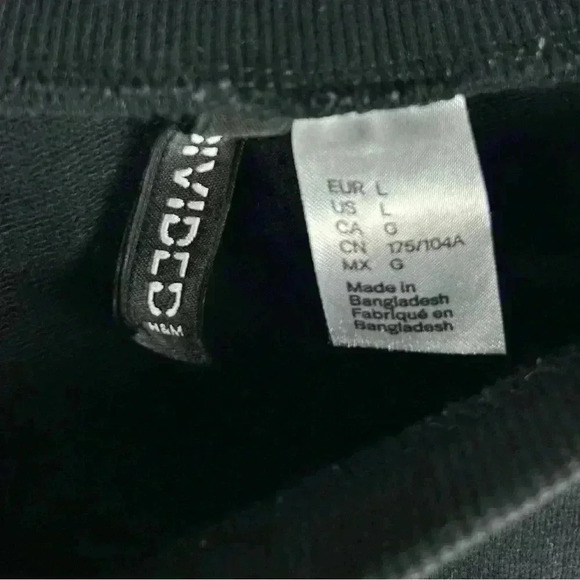 DIVIDED
H&M
EUR L
US L
CA G
CN 175/104A
MX G
Made in
Bangladesh
Fabriqué en
Bangladesh